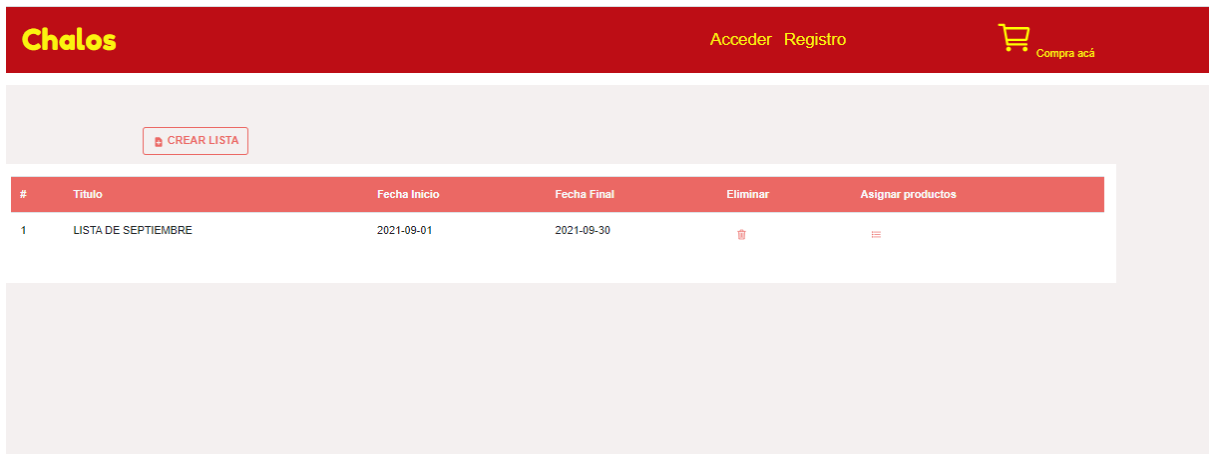 Chalos
Acceder Registro
Compra acá
CREAR LISTA
# Titulo Fecha Inicio Fecha Final Eliminar Asignar productos
1 LISTA DE SEPTIEMBRE 2021-09-01 2021-09-30